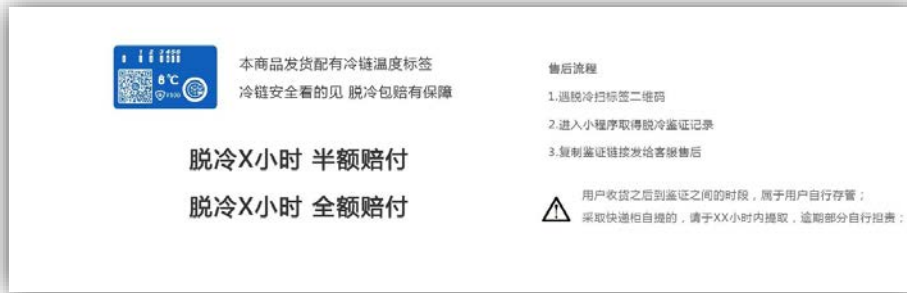 8℃
本商品发货配有冷链温度标签
冷链安全看的见 脱冷包赔有保障
脱冷X小时 半额赔付
脱冷X小时 全额赔付
售后流程
1.遇脱冷扫标签二维码
2.进入小程序取得脱冷鉴证记录
3.复制鉴证链接发给客服售后
用户收货之后到鉴证之间的时段，属于用户自行存管；
采取快递柜自提的，请于XX小时内提取，逾期部分自行担责；